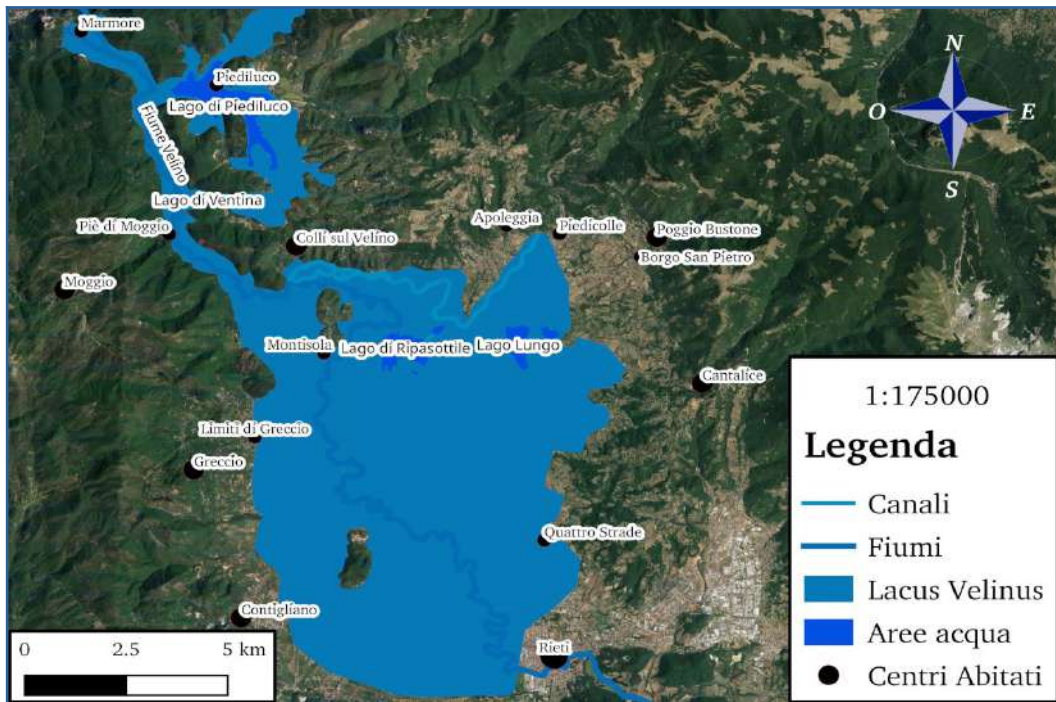 Marmore
Piediluco
Lago di Piediluco
Fiume Velino
Lago di Ventina
Piè di Moggio
Colli sul Velino
Apoleggia
Piedicolle
Poggio Bustone
Borgo San Pietro
Moggio
Montisola
Lago di Ripasottile
Lago Lungo
Cantalice
Limiti di Greccio
Greccio
Quattro Strade
Contigliano
Rieti
N
O
E
S
1:175000
Legenda
Canali
Fiumi
Lacus Velinus
Aree acqua
Centri Abitati
0 2.5 5 km